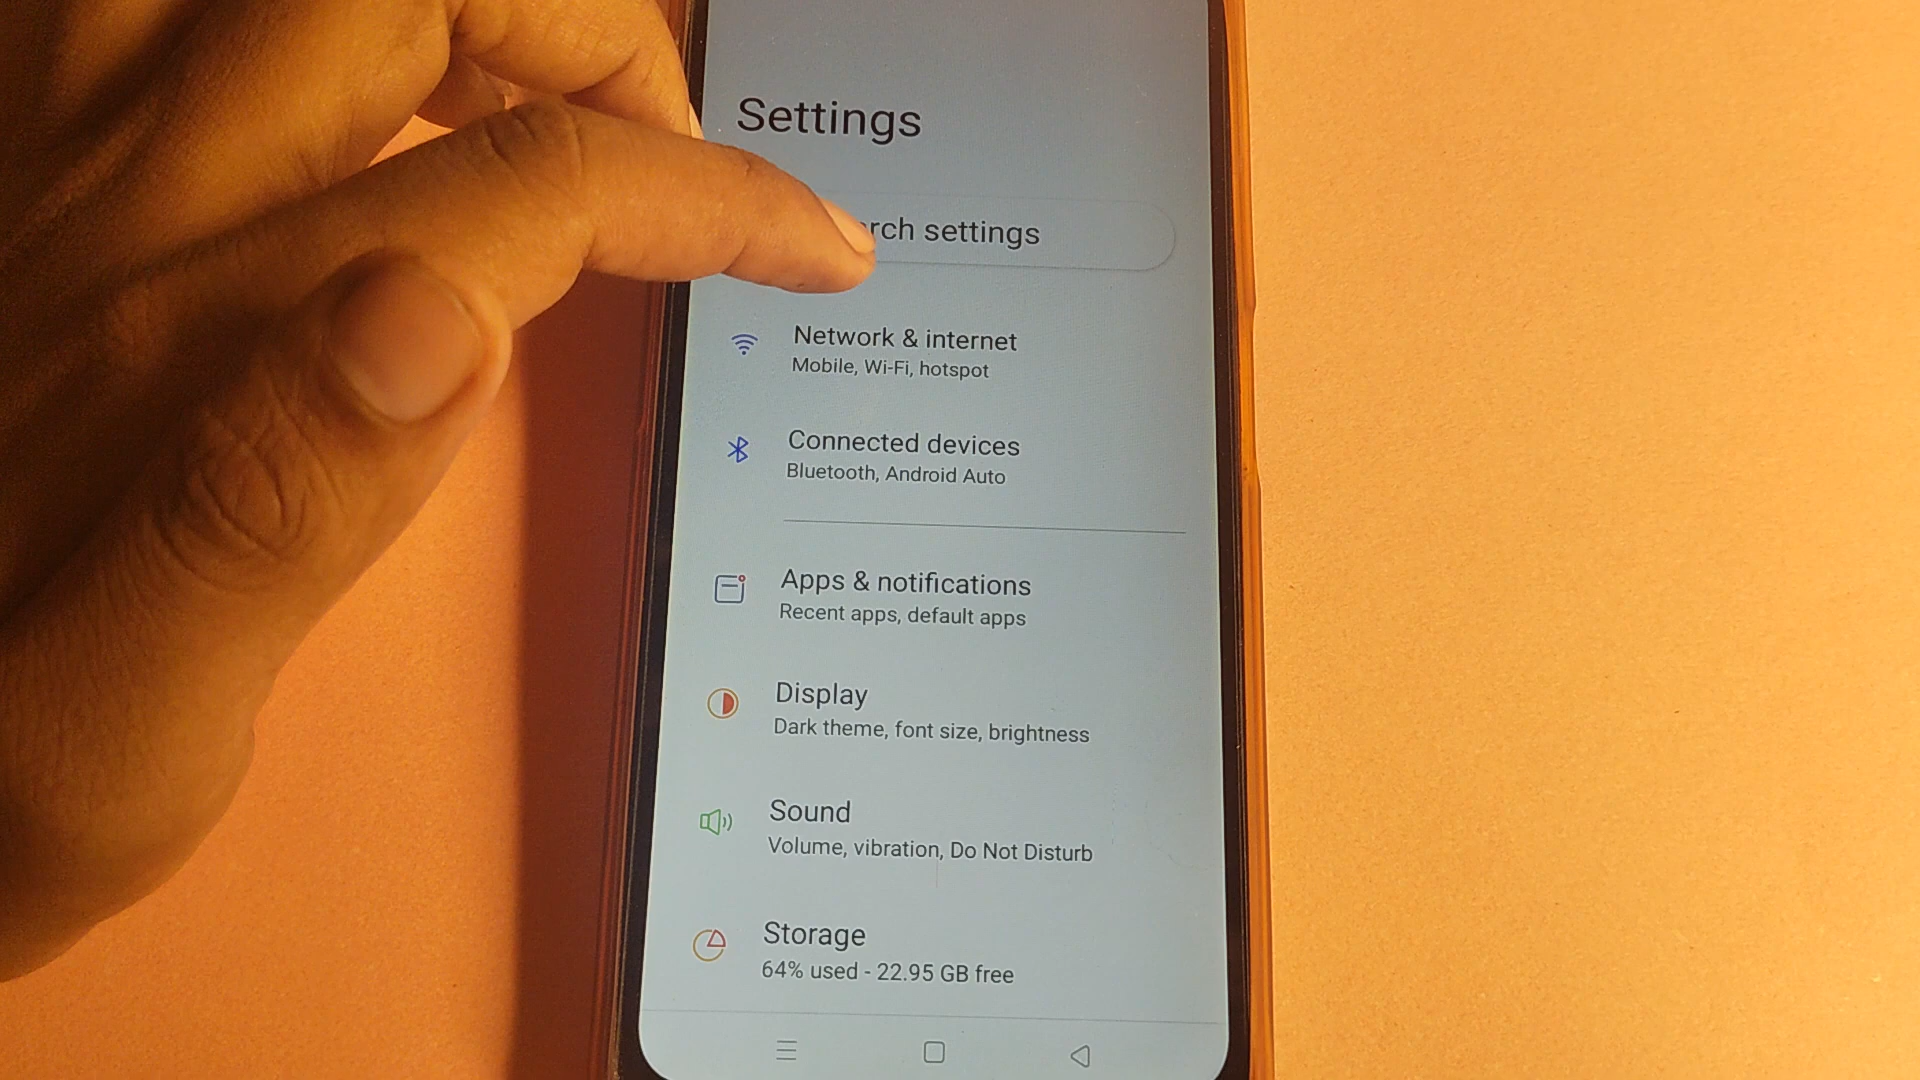 Settings
settings
Network & internet
Mobile, Wi-Fi, hotspot
Connected devices
Bluetooth, Android Auto
Apps & notifications
Recent apps, default apps
Display
Dark theme, font size, brightness
Sound
Volume, vibration, Do Not Disturb
Storage
64% used - 22.95 GB free